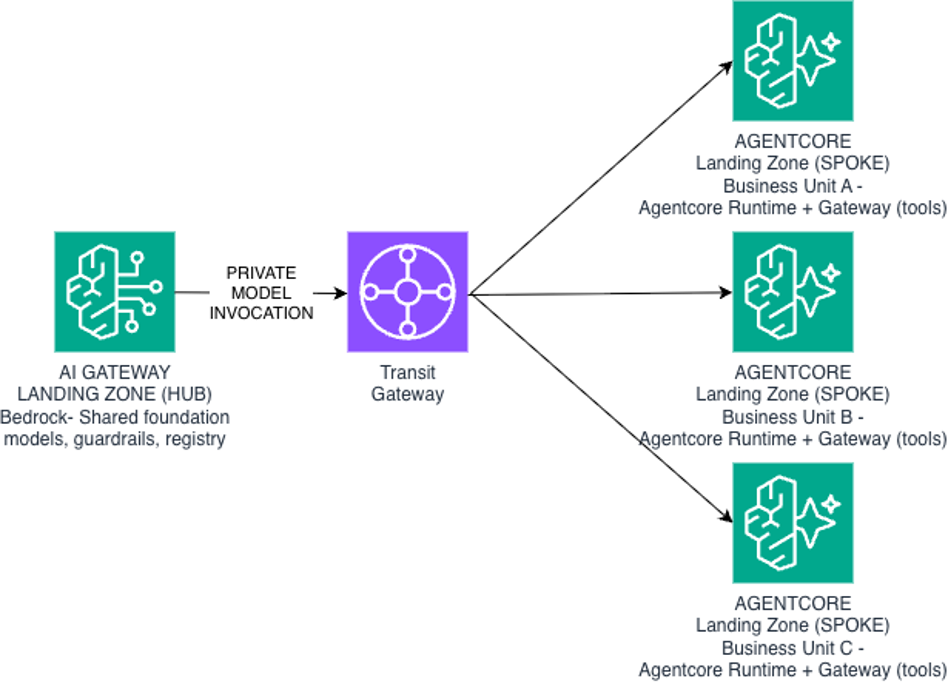 AI GATEWAY
LANDING ZONE (HUB)
Bedrock- Shared foundation
models, guardrails, registry
PRIVATE
MODEL
INVOCATION
Transit
Gateway
AGENTCORE
Landing Zone (SPOKE)
Business Unit A -
Agentcore Runtime + Gateway (tools)
AGENTCORE
Landing Zone (SPOKE)
Business Unit B -
Agentcore Runtime + Gateway (tools)
AGENTCORE
Landing Zone (SPOKE)
Business Unit C -
Agentcore Runtime + Gateway (tools)